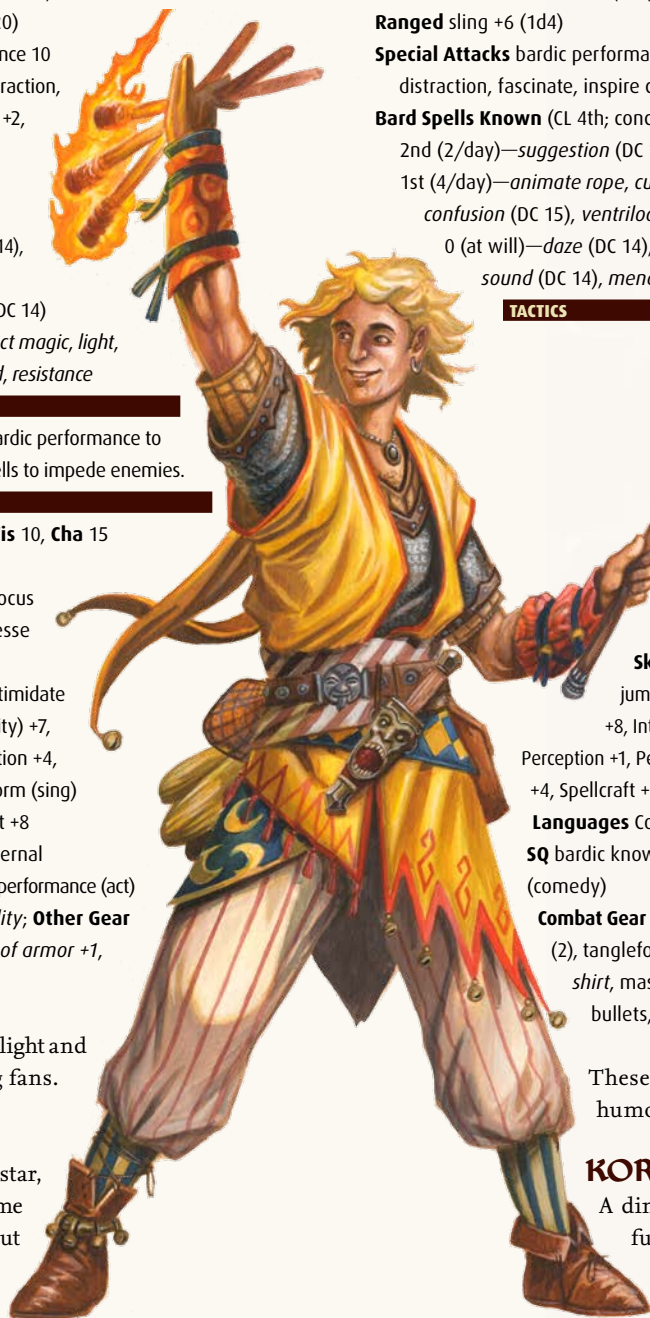 0)
nce 10
raction,
+2,
14),
DC 14)
ct magic, light,
d, resistance
ardic performance to
ells to impede enemies.
is 10, Cha 15
ocus
esse
timidate
ity) +7,
tion +4,
orm (sing)
t +8
ernal
performance (act)
lity; Other Gear
of armor +1,
light and
g fans.
star,
me
ut
Ranged sling +6 (1d4)
Special Attacks bardic performa
distraction, fascinate, inspire c
Bard Spells Known (CL 4th; conc
2nd (2/day)—suggestion (DC
1st (4/day)—animate rope, cu
confusion (DC 15), ventriloq
0 (at will)—daze (DC 14),
sound (DC 14), mend
TACTICS
Sk
jum
+8, Int
Perception +1, Pe
+4, Spellcraft +
Languages Co
SQ bardic know
(comedy)
Combat Gear
(2), tanglefo
shirt, mas
bullets,
These
humo
KOR
A dir
fu